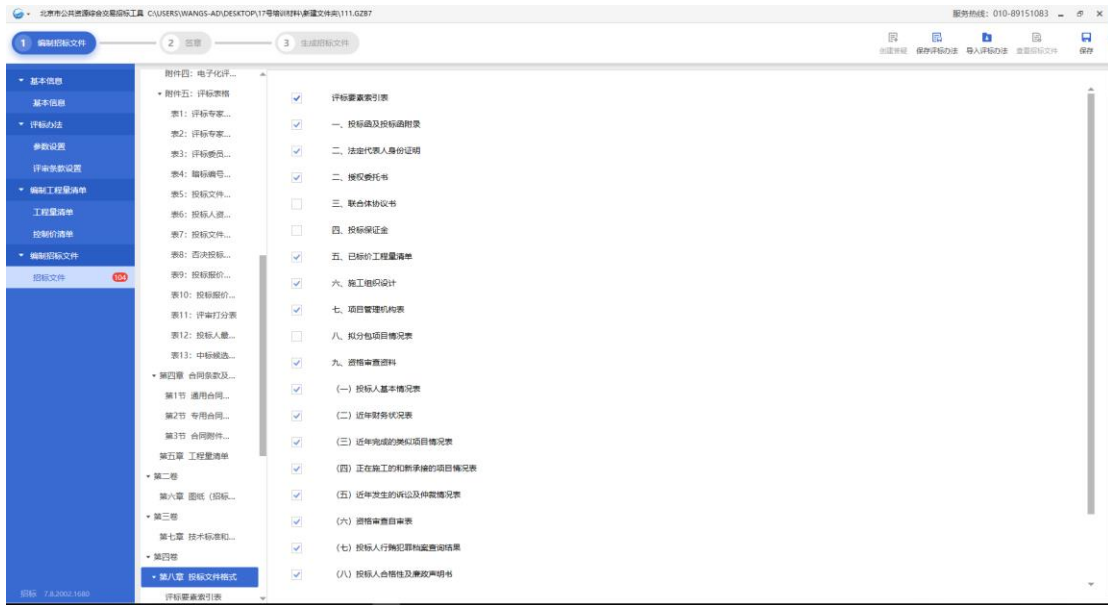 北京市公共资源综合交易招标工具 C:\USERS\WANGS-AD\DESKTOP\17号培训材料\新建文件夹\111.GZB7
服务热线：010-89151083
1 编制招标文件
2 签章
3 生成招标文件
保存评标办法
导入评标办法
查看招标文件
保存
基本信息
基本信息
评标办法
参数设置
评审条款设置
编制工程量清单
工程量清单
控制价清单
编制招标文件
招标文件 104
招标 7.8.2002.1680
附件四：电子化评...
附件五：评标表格
表1：评标专家...
表2：评标专家...
表3：评标委员...
表4：暗标编号...
表5：投标文件...
表6：投标人资...
表7：投标文件...
表8：否决投标...
表9：投标报价...
表10：投标报价...
表11：评审打分表
表12：投标人最...
表13：中标候选...
第四章 合同条款及...
第1节 通用合同...
第2节 专用合同...
第3节 合同附件...
第五章 工程量清单
第二卷
第六章 图纸（招标...
第三卷
第七章 技术标准和...
第四卷
第八章 投标文件格式
评标要素索引表
评标要素索引表
一、投标函及投标函附录
二、法定代表人身份证明
二、授权委托书
三、联合体协议书
四、投标保证金
五、已标价工程量清单
六、施工组织设计
七、项目管理机构表
八、拟分包项目情况表
九、资格审查资料
（一）投标人基本情况表
（二）近年财务状况表
（三）近年完成的类似项目情况表
（四）正在施工的和新承接的项目情况表
（五）近年发生的诉讼及仲裁情况表
（六）资格审查自审表
（七）投标人行贿犯罪档案查询结果
（八）投标人合格性及廉政声明书